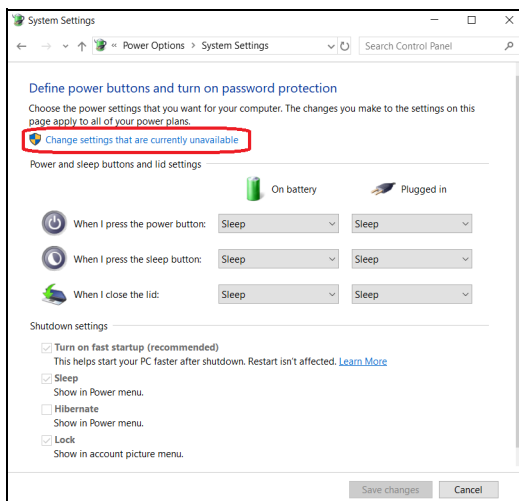 System Settings
« Power Options > System Settings
Search Control Panel
Define power buttons and turn on password protection
Choose the power settings that you want for your computer. The changes you make to the settings on this
page apply to all of your power plans.
Change settings that are currently unavailable
Power and sleep buttons and lid settings
On battery Plugged in
When I press the power button: Sleep Sleep
When I press the sleep button: Sleep Sleep
When I close the lid: Sleep Sleep
Shutdown settings
Turn on fast startup (recommended)
This helps start your PC faster after shutdown. Restart isn't affected. Learn More
Sleep
Show in Power menu.
Hibernate
Show in Power menu.
Lock
Show in account picture menu.
Save changes Cancel